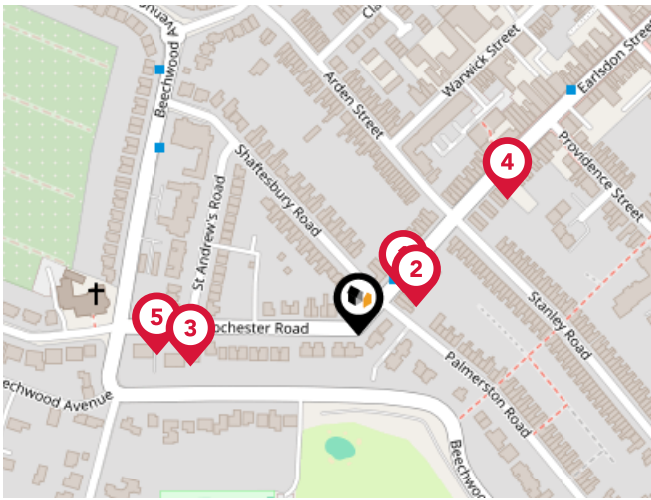 Beechwood Avenue
Arden Street
Warwick Street
Earlsdon Street
Providence Street
4
Shaftesbury Road
St Andrew's Road
2
5
3
ochester Road
Stanley Road
Palmerston Road
eechwood Avenue
Beechwood